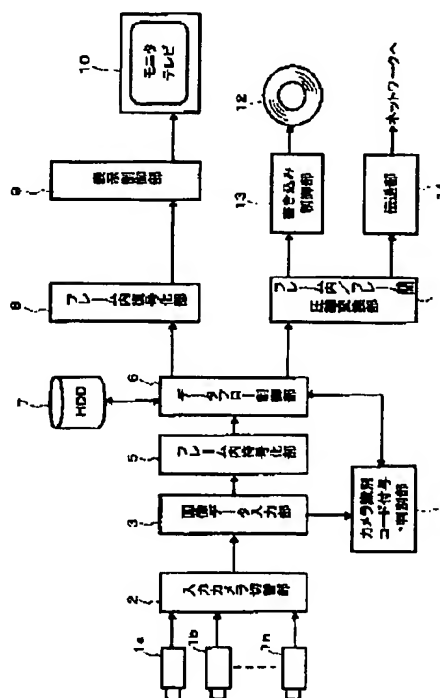 1a
1b
1n
2
入力カメラ切替部
3
画像データ入力部
カメラ識別
コード付号
・判別部
5
フレーム内符号化部
6
データフロー制御部
7
HDD
8
フレーム内復号化部
9
表示制御部
10
モニタ
テレビ
フレーム内/フレーム間
圧縮変換部
13
書き込み
制御部
12
伝送部
ネットワークへ